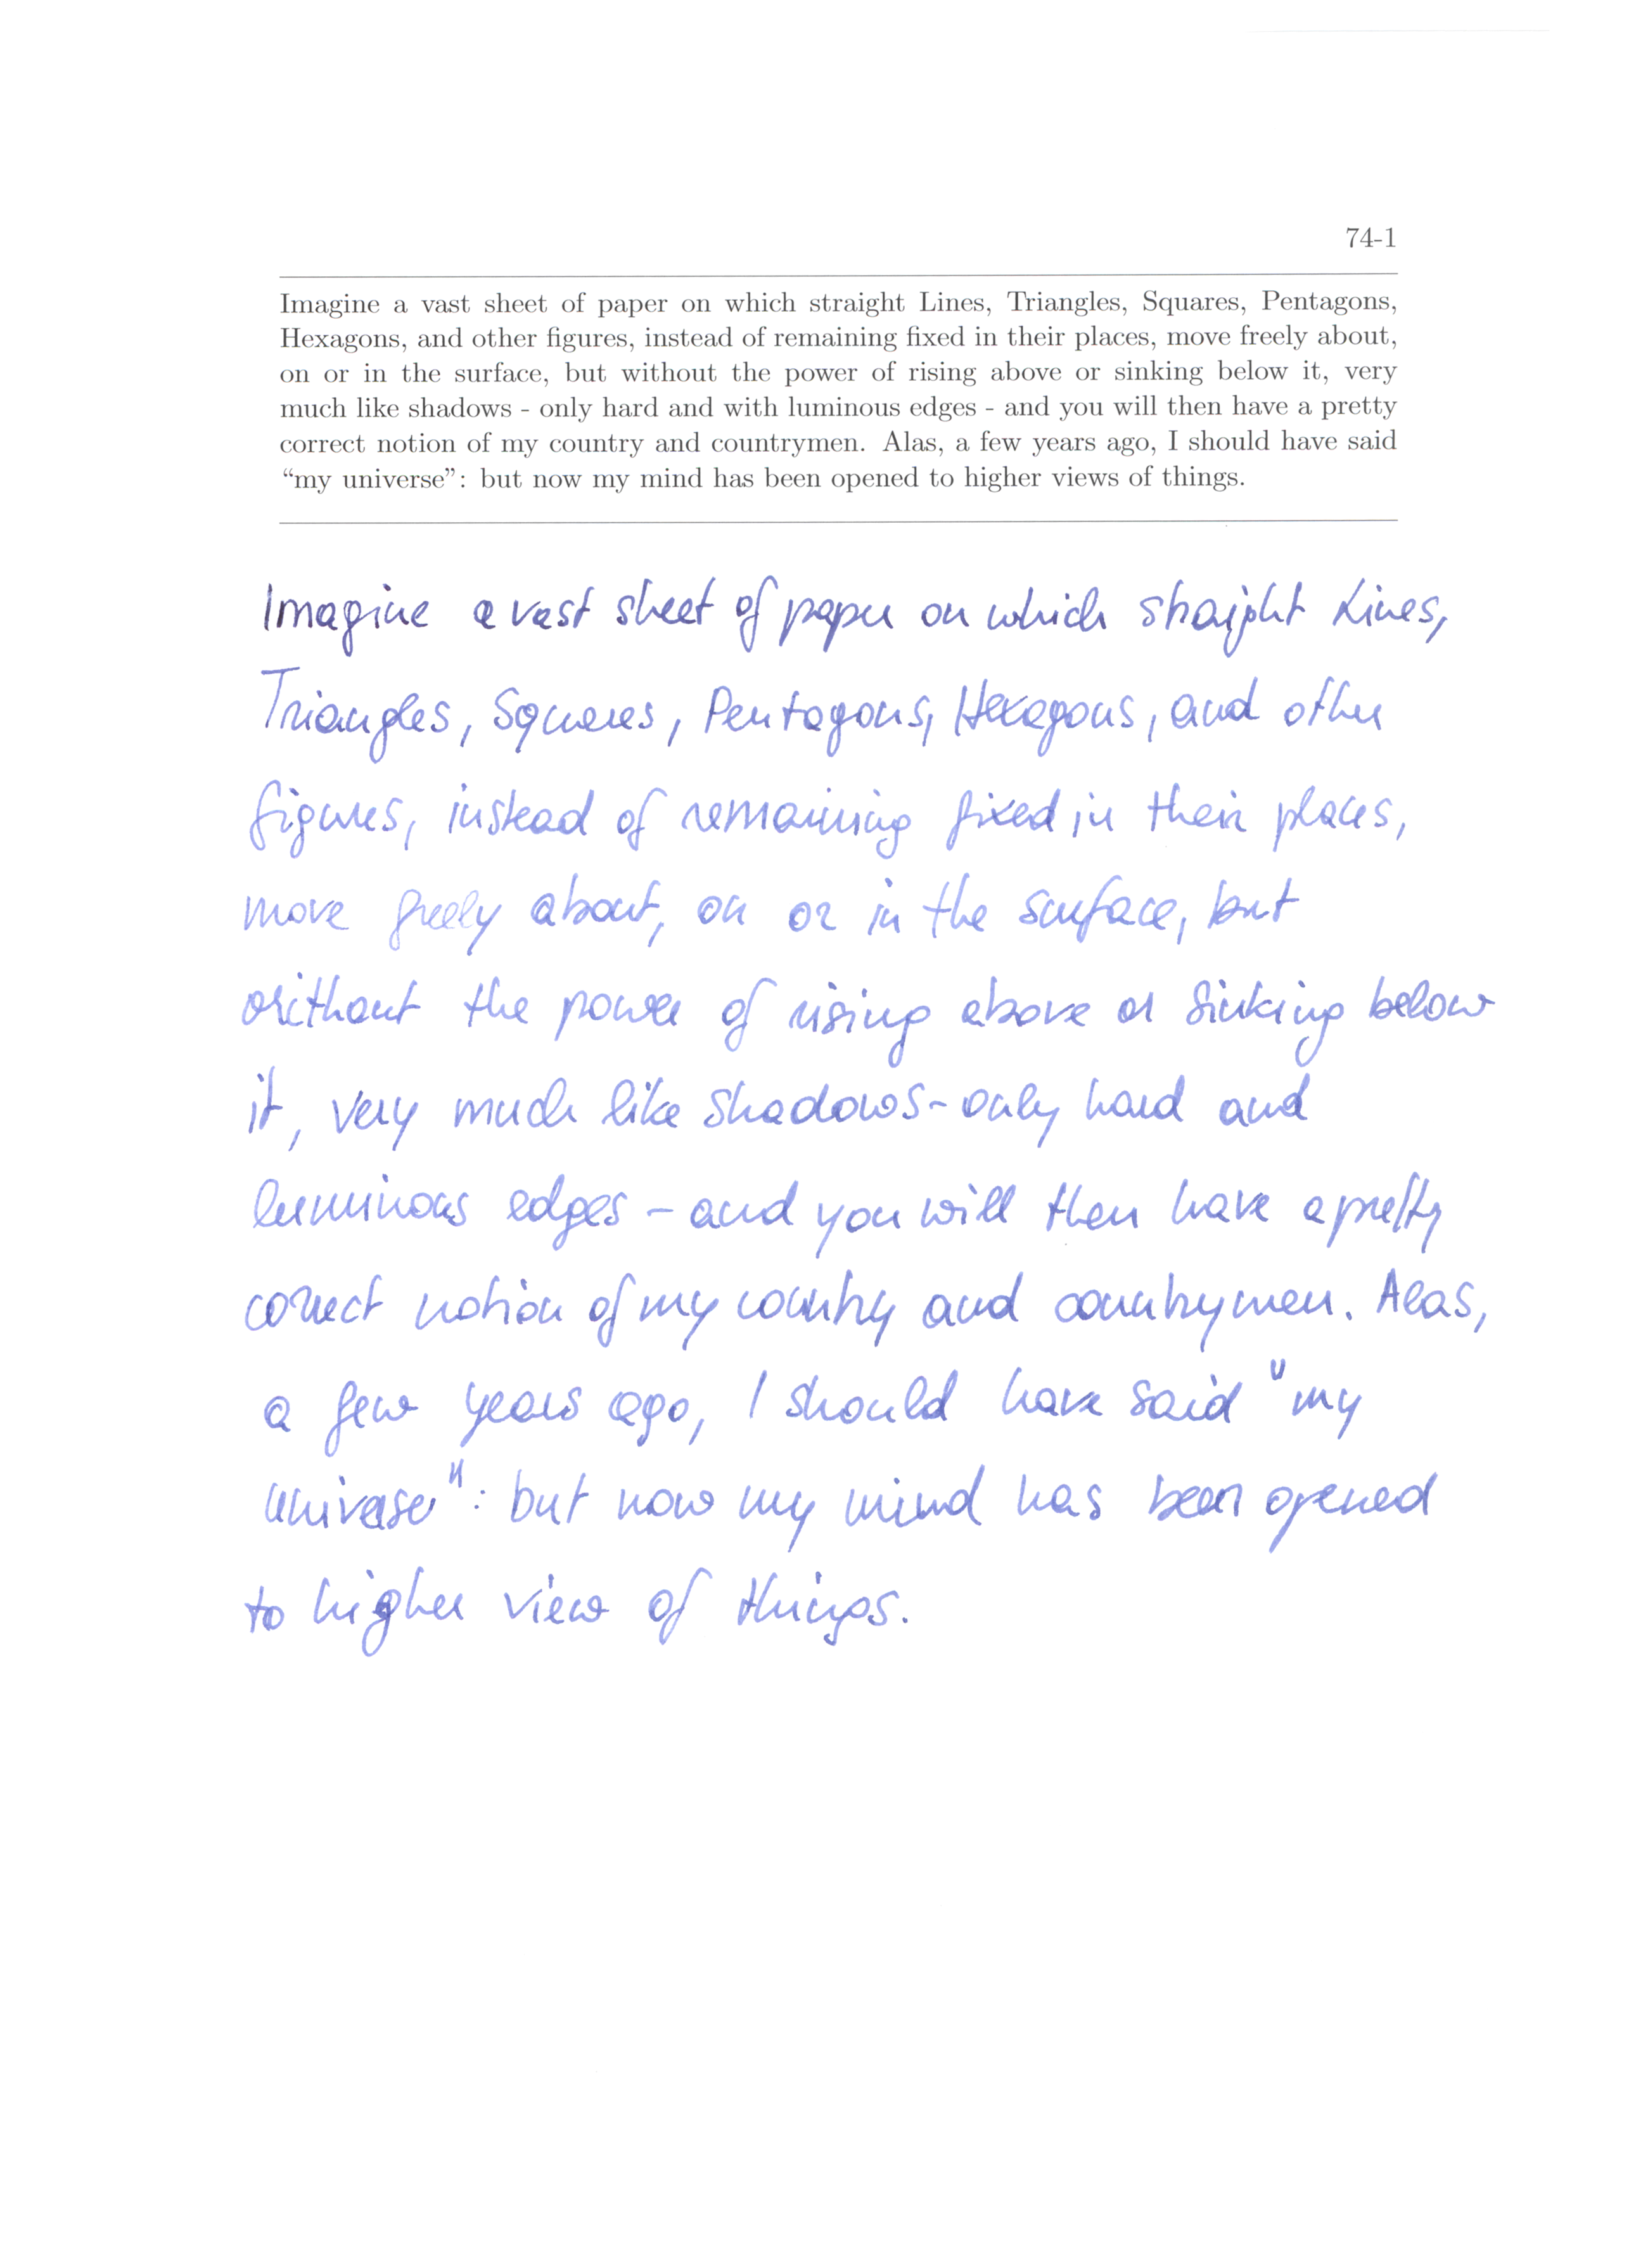 74-1
Imagine a vast sheet of paper on which straight Lines, Triangles, Squares, Pentagons,
Hexagons, and other figures, instead of remaining fixed in their places, move freely about,
on or in the surface, but without the power of rising above or sinking below it, very
much like shadows - only hard and with luminous edges - and you will then have a pretty
correct notion of my country and countrymen. Alas, a few years ago, I should have said
“my universe”: but now my mind has been opened to higher views of things.
Imagine a vast sheet of paper on which straight Lines,
Triangles, Squares, Pentagons, Hexagons, and other
figures, instead of remaining fixed in their places,
move freely about, on or in the surface, but
without the power of rising above or sinking below
it, very much like shadows - only hard and
luminous edges - and you will then have a pretty
correct notion of my country and countrymen. Alas,
a few years ago, I should have said "my
universe": but now my mind has been opened
to higher view of things.